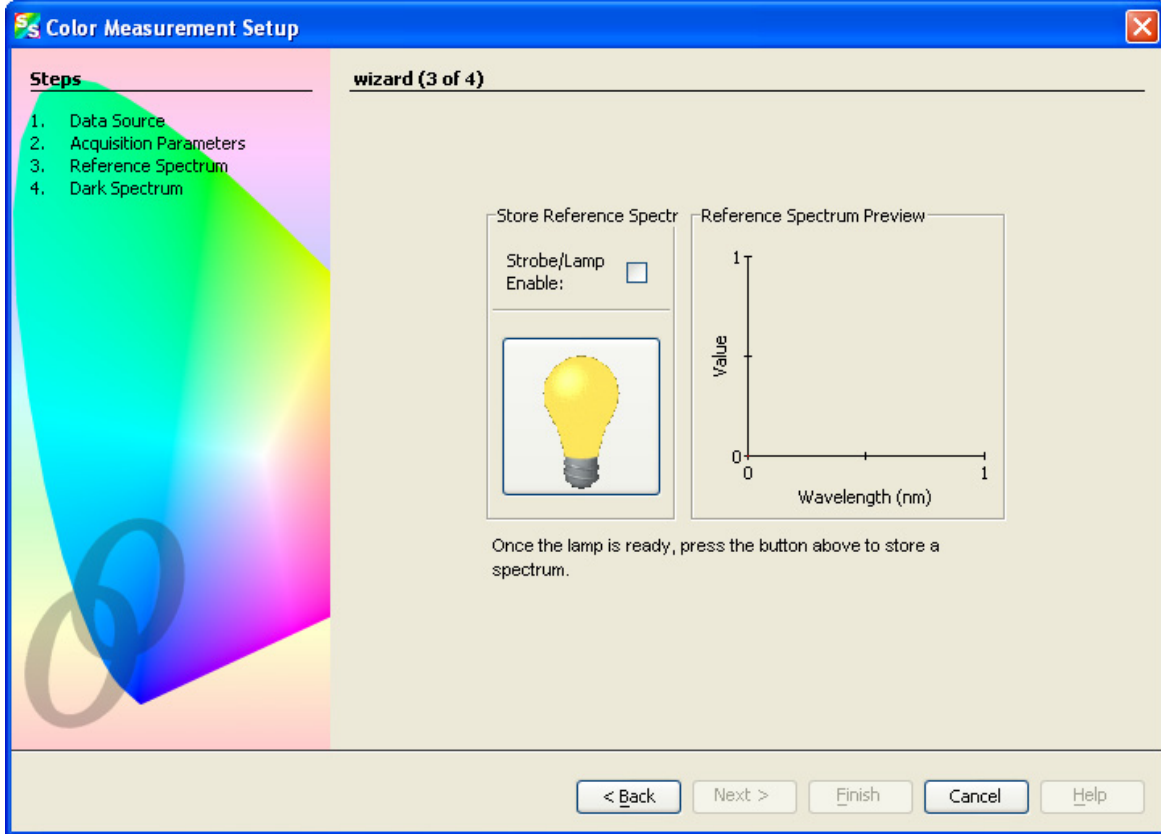 Color Measurement Setup
Steps
1. Data Source
2. Acquisition Parameters
3. Reference Spectrum
4. Dark Spectrum
wizard (3 of 4)
Store Reference Spectr
Strobe/Lamp
Enable:
Reference Spectrum Preview
1
Value
0
0 1
Wavelength (nm)
Once the lamp is ready, press the button above to store a
spectrum.
< Back Next > Finish Cancel Help